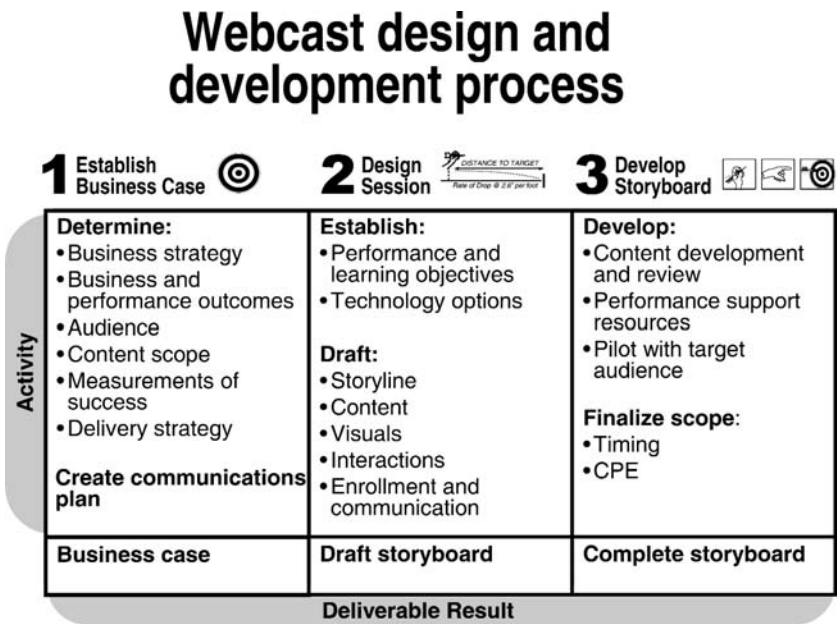 Webcast design and
development process
1 Establish
Business Case
2 Design
Session
DISTANCE TO TARGET
Rate of Drop @ 2.6" per foot
3 Develop
Storyboard
Activity
Determine:
•Business strategy
•Business and
performance outcomes
•Audience
•Content scope
•Measurements of
success
•Delivery strategy
Create communications
plan
Establish:
•Performance and
learning objectives
•Technology options
Draft:
•Storyline
•Content
•Visuals
•Interactions
•Enrollment and
communication
Develop:
•Content development
and review
•Performance support
resources
•Pilot with target
audience
Finalize scope:
•Timing
•CPE
Business case
Draft storyboard
Complete storyboard
Deliverable Result